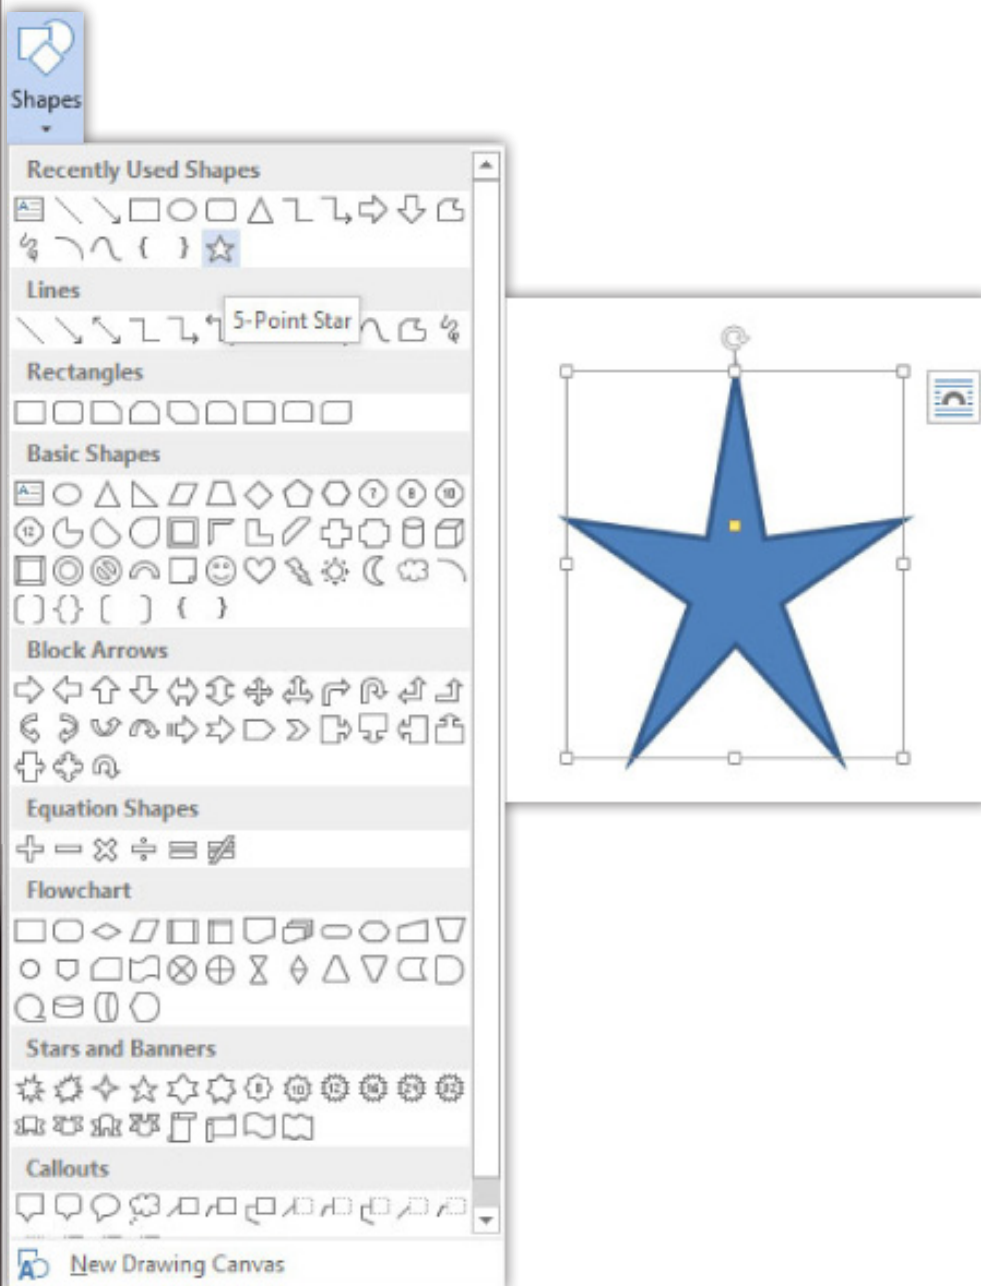 Shapes
Recently Used Shapes
Lines
5-Point Star
Rectangles
Basic Shapes
Block Arrows
Equation Shapes
Flowchart
Stars and Banners
Callouts
New Drawing Canvas